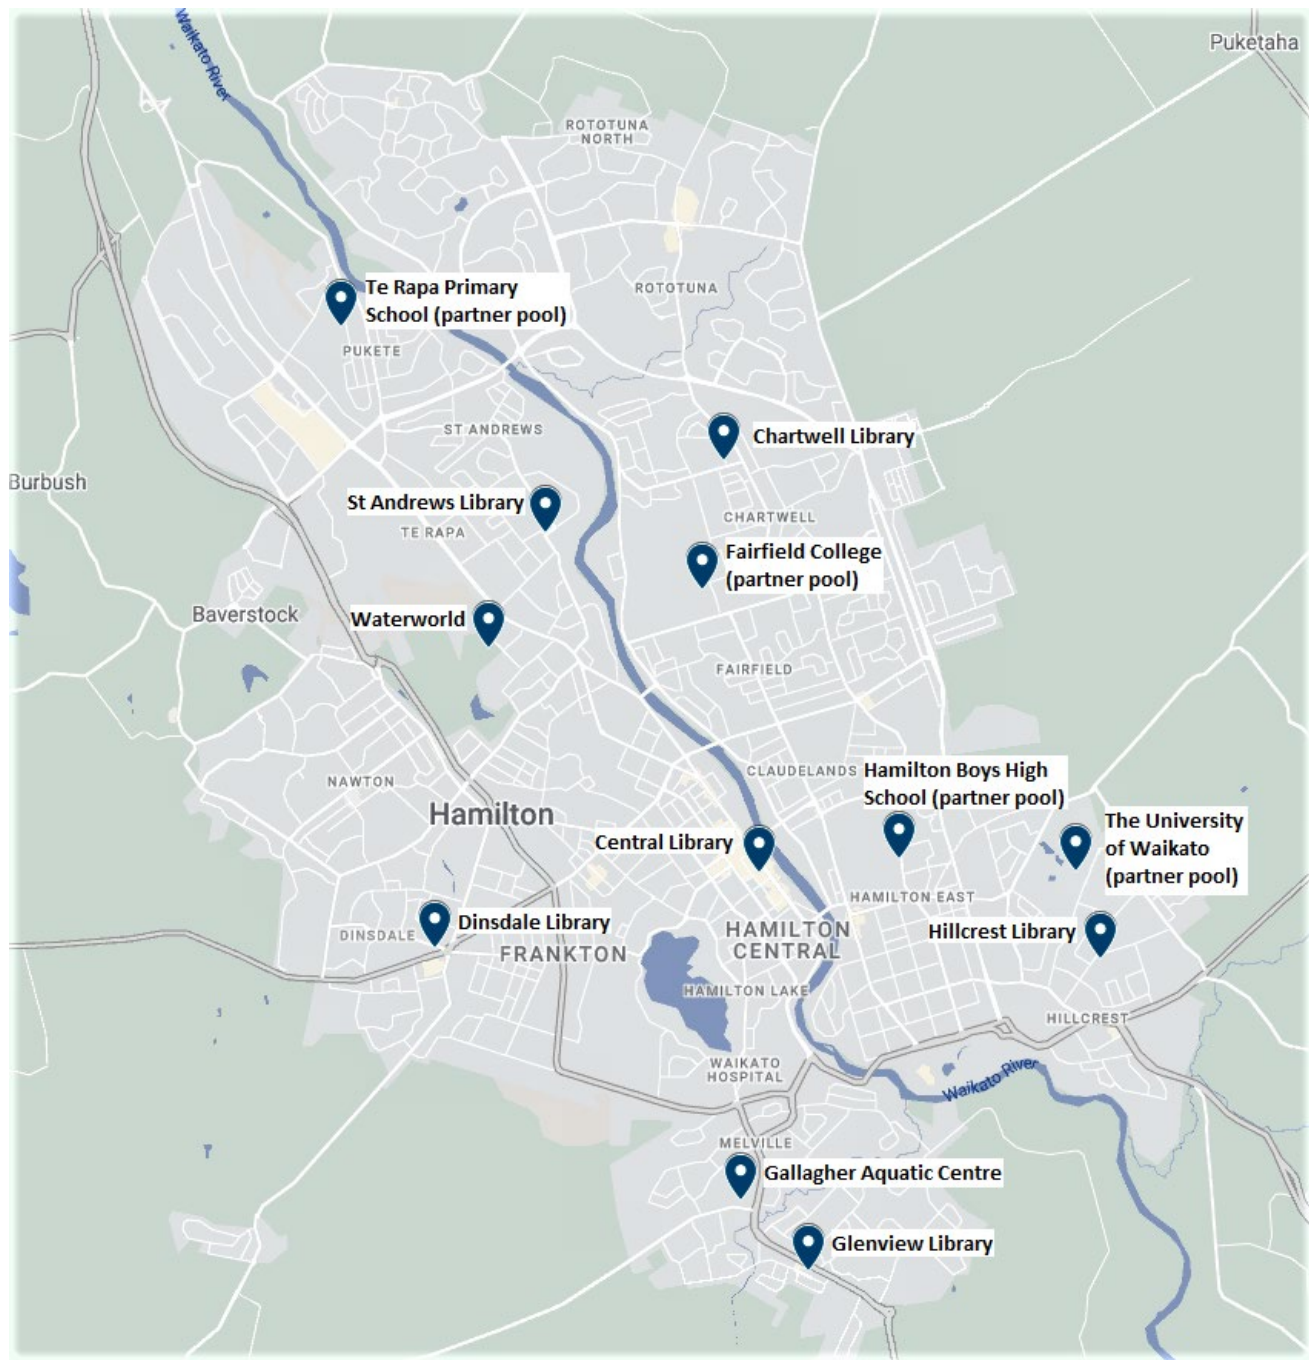 Waikato River
Puketaha
ROTOTUNA
NORTH
Te Rapa Primary
School (partner pool)
ROTOTUNA
PUKETE
ST ANDREWS
Chartwell Library
Burbush
St Andrews Library
TE RAPA
CHARTWELL
Fairfield College
(partner pool)
Baverstock
Waterworld
FAIRFIELD
NAWTON
CLAUDELANDS
Hamilton Boys High
School (partner pool)
Hamilton
The University
of Waikato
(partner pool)
Central Library
HAMILTON EAST
Dinsdale Library
DINSDALE
FRANKTON
HAMILTON
CENTRAL
Hillcrest Library
HAMILTON LAKE
HILLCREST
WAIKATO
HOSPITAL
Waikato River
MELVILLE
Gallagher Aquatic Centre
Glenview Library